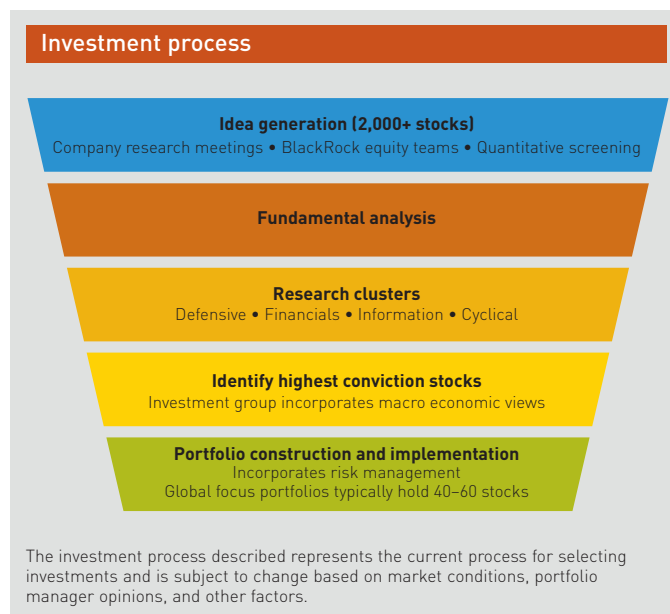 Investment process
Idea generation (2,000+ stocks)
Company research meetings • BlackRock equity teams • Quantitative screening
Fundamental analysis
Research clusters
Defensive • Financials • Information • Cyclical
Identify highest conviction stocks
Investment group incorporates macro economic views
Portfolio construction and implementation
Incorporates risk management
Global focus portfolios typically hold 40–60 stocks
The investment process described represents the current process for selecting
investments and is subject to change based on market conditions, portfolio
manager opinions, and other factors.